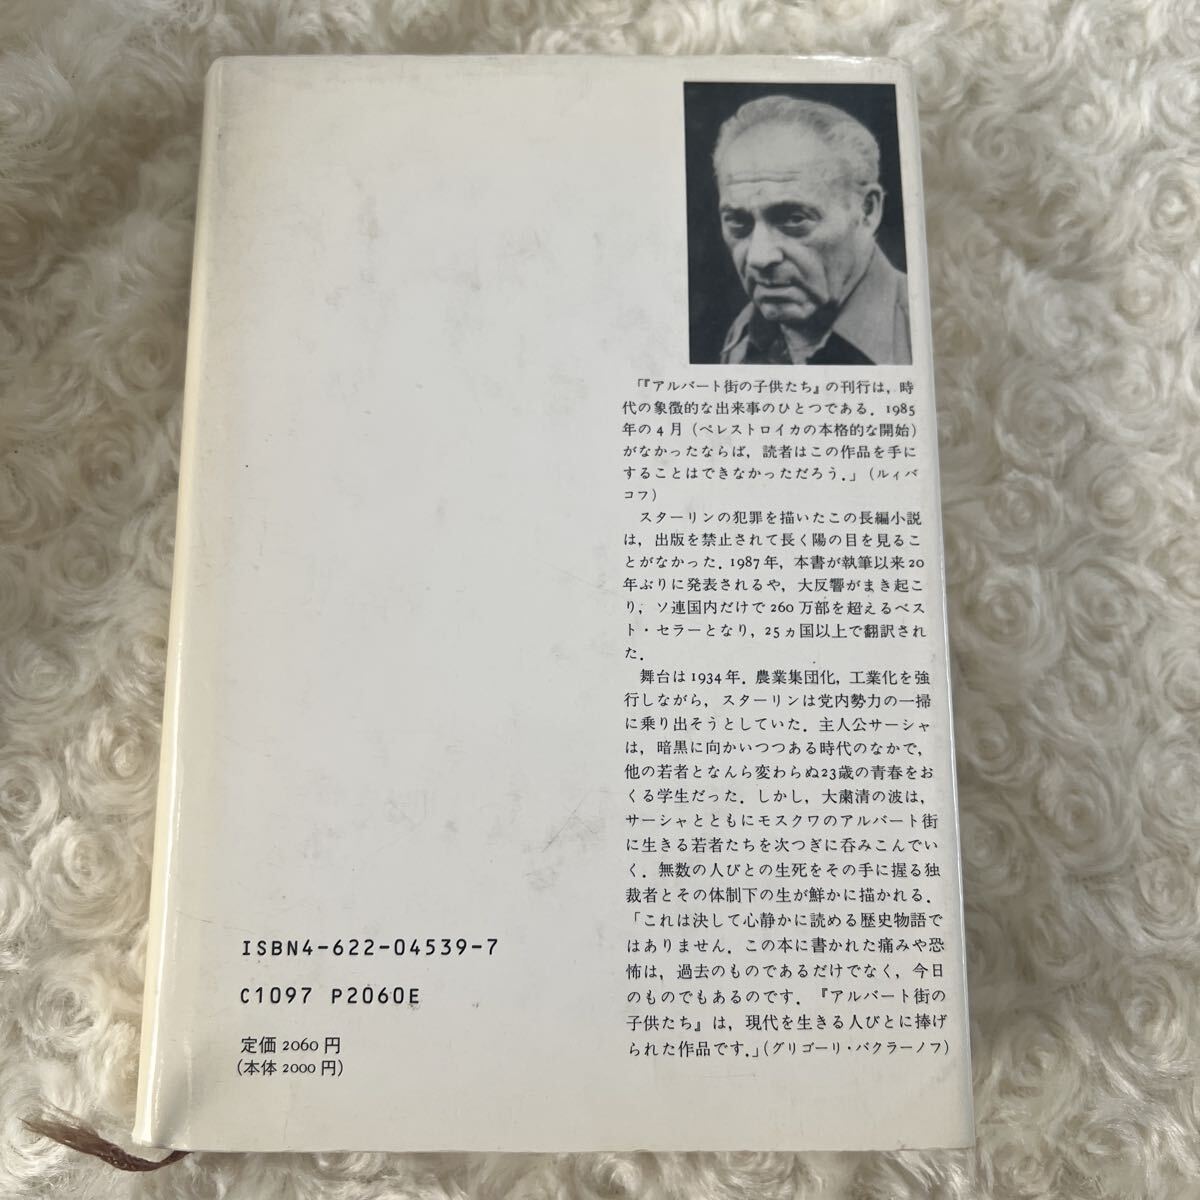 「『アルバート街の子供たち』の刊行は，時
代の象徴的な出来事のひとつである．1985
年の4月（ペレストロイカの本格的な開始）
がなかったならば，読者はこの作品を手に
することはできなかっただろう．」（ルィバ
コフ）
スターリンの犯罪を描いたこの長編小説
は，出版を禁止されて長く陽の目を見るこ
とがなかった．1987年，本書が執筆以来20
年ぶりに発表されるや，大反響がまき起こ
り，ソ連国内だけで260万部を超えるベス
ト・セラーとなり，25ヵ国以上で翻訳され
た．
舞台は1934年．農業集団化，工業化を強
行しながら，スターリンは党内勢力の一掃
に乗り出そうとしていた．主人公サーシャ
は，暗黒に向かいつつある時代のなかで，
他の若者となんら変わらぬ23歳の青春をお
くる学生だった．しかし，大粛清の波は，
サーシャとともにモスクワのアルバート街
に生きる若者たちを次つぎに呑みこんでい
く．無数の人びとの生死をその手に握る独
裁者とその体制下の生が鮮かに描かれる．
「これは決して心静かに読める歴史物語で
はありません．この本に書かれた痛みや恐
怖は，過去のものであるだけでなく，今日
のものでもあるのです．『アルバート街の
子供たち』は，現代を生きる人びとに捧げ
られた作品です．」（グリゴーリ・バクラーノフ）
ISBN4-622-04539-7
C1097 P2060E
定価 2060 円
（本体 2000 円）